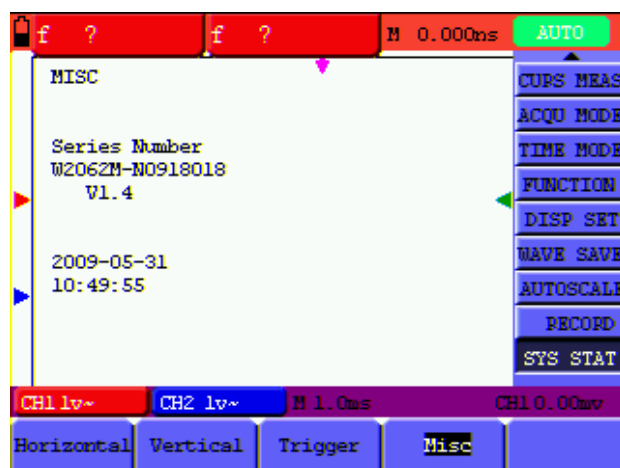 f ? f ? M 0.000ns AUTO
MISC
Series Number
W2062M-N0918018
V1.4
2009-05-31
10:49:55
CURS MEAS
ACQU MODE
TIME MODE
FUNCTION
DISP SET
WAVE SAVE
AUTOSCALE
RECORD
SYS STAT
CH1 1v~ CH2 1v~ M 1.0ms CH1 0.00mv
Horizontal Vertical Trigger Misc